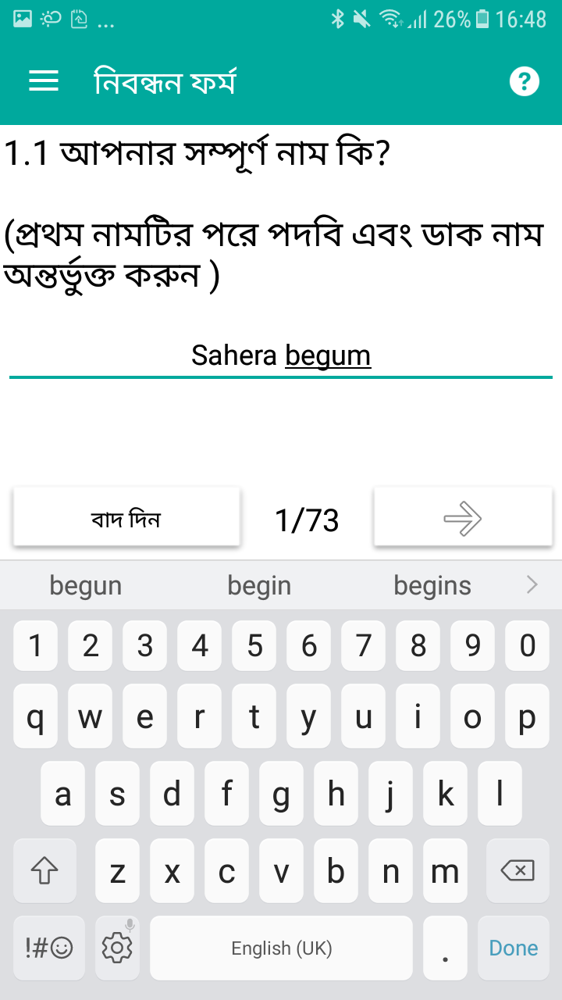 ... 26% 16:48
নিবন্ধন ফর্ম ?
1.1 আপনার সম্পূর্ণ নাম কি?
(প্রথম নামটির পরে পদবি এবং ডাক নাম
অন্তর্ভুক্ত করুন )
Sahera begum
বাদ দিন 1/73
begun begin begins
1 2 3 4 5 6 7 8 9 0
q w e r t y u i o p
a s d f g h j k l
z x c v b n m
!# English (UK) . Done